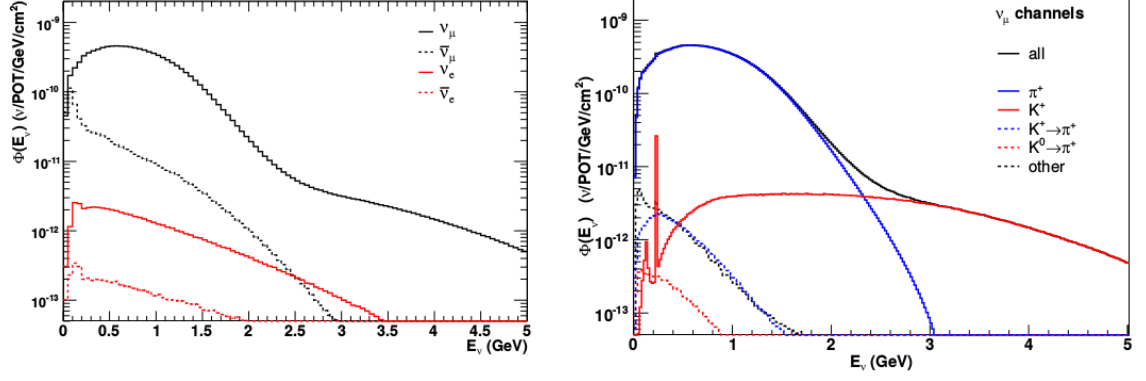 Φ(E_ν) (ν/POT/GeV/cm²)
10⁻⁹
10⁻¹⁰
10⁻¹¹
10⁻¹²
10⁻¹³
ν_μ
ν̄_μ
ν_e
ν̄_e
0 0.5 1 1.5 2 2.5 3 3.5 4 4.5 5
E_ν (GeV)
Φ(E_ν) (ν/POT/GeV/cm²)
10⁻⁹
10⁻¹⁰
10⁻¹¹
10⁻¹²
10⁻¹³
ν_μ channels
all
π⁺
K⁺
K⁺→π⁺
K⁰→π⁺
other
0 1 2 3 4 5
E_ν (GeV)